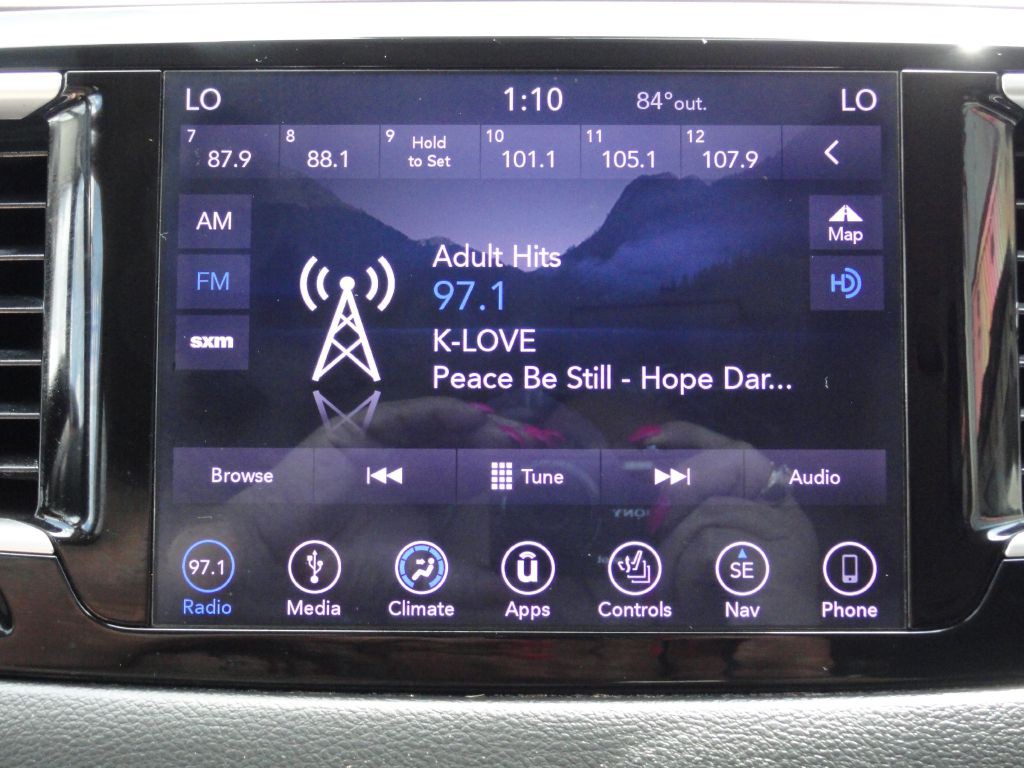 LO 1:10 84° out. LO
7 87.9 8 88.1 9 Hold to Set 10 101.1 11 105.1 12 107.9
AM
Map
FM
HD
sxm
Adult Hits
97.1
K-LOVE
Peace Be Still - Hope Dar...
Browse Tune Audio
97.1 SE
Radio Media Climate Apps Controls Nav Phone
SONY